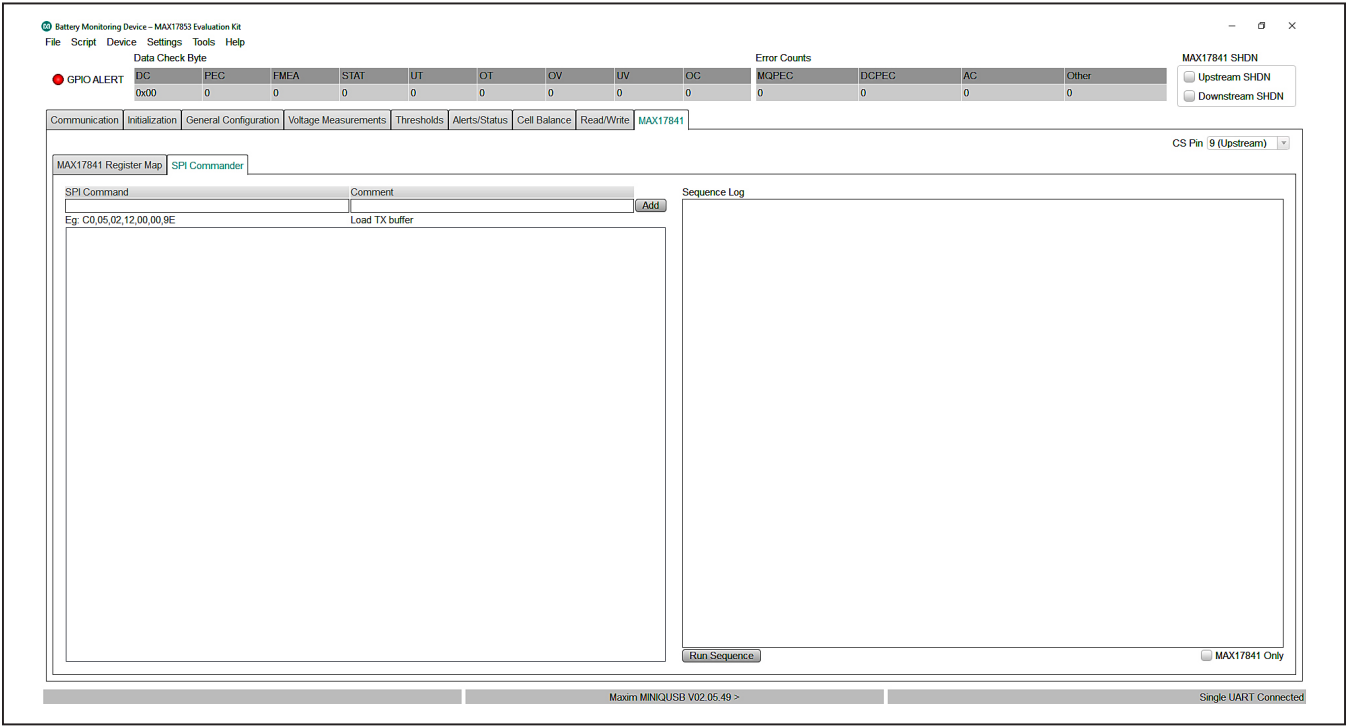 Battery Monitoring Device – MAX17853 Evaluation Kit
File Script Device Settings Tools Help
Data Check Byte Error Counts MAX17841 SHDN
GPIO ALERT DC PEC FMEA STAT UT OT OV UV OC MQPEC DCPEC AC Other Upstream SHDN
0x00 0 0 0 0 0 0 0 0 0 0 0 0 Downstream SHDN
Communication Initialization General Configuration Voltage Measurements Thresholds Alerts/Status Cell Balance Read/Write MAX17841
CS Pin 9 (Upstream)
MAX17841 Register Map SPI Commander
SPI Command Comment Sequence Log
Add
Eg: C0,05,02,12,00,00,9E Load TX buffer
Run Sequence MAX17841 Only
Maxim MINIQUSB V02.05.49 > Single UART Connected